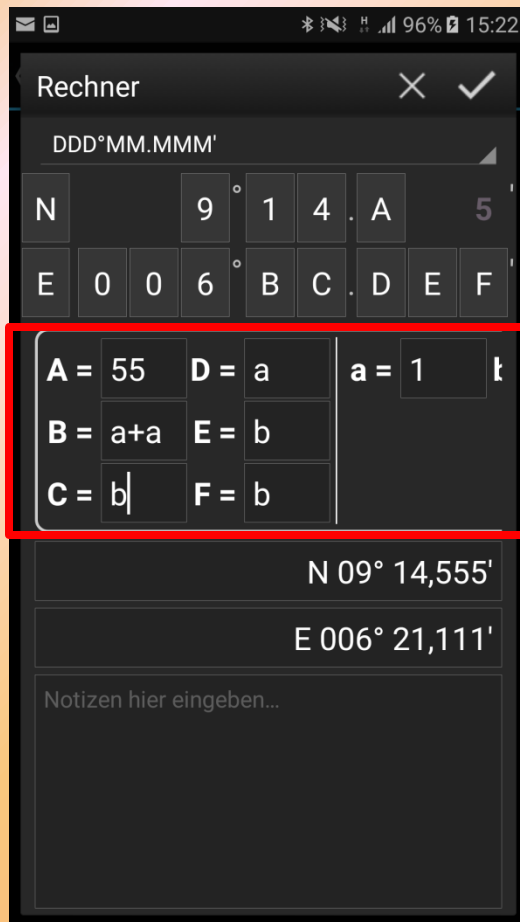 H 96% 15:22
Rechner
DDD°MM.MMM'
N 9 ° 1 4 . A 5 '
E 0 0 6 ° B C . D E F '
A = 55 D = a a = 1 b
B = a+a E = b
C = b F = b
N 09° 14,555'
E 006° 21,111'
Notizen hier eingeben...